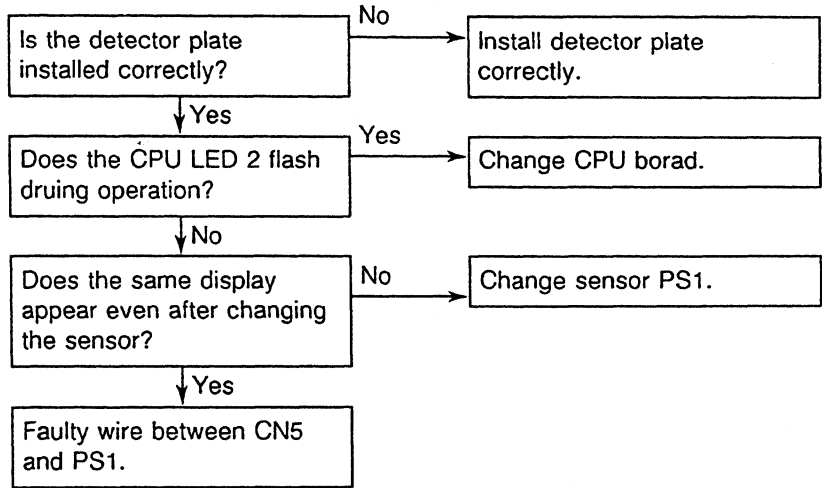 Is the detector plate
installed correctly?
No
Install detector plate
correctly.
Yes
Does the CPU LED 2 flash
druing operation?
Yes
Change CPU borad.
No
Does the same display
appear even after changing
the sensor?
No
Change sensor PS1.
Yes
Faulty wire between CN5
and PS1.